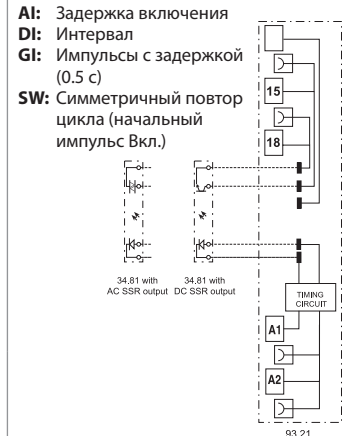 AI: Задержка включения
DI: Интервал
GI: Импульсы с задержкой
(0.5 с)
SW: Симметричный повтор
цикла (начальный
импульс Вкл.)
15
18
34.81 with
AC SSR output
34.81 with
DC SSR output
TIMING
CIRCUIT
A1
A2
93.21